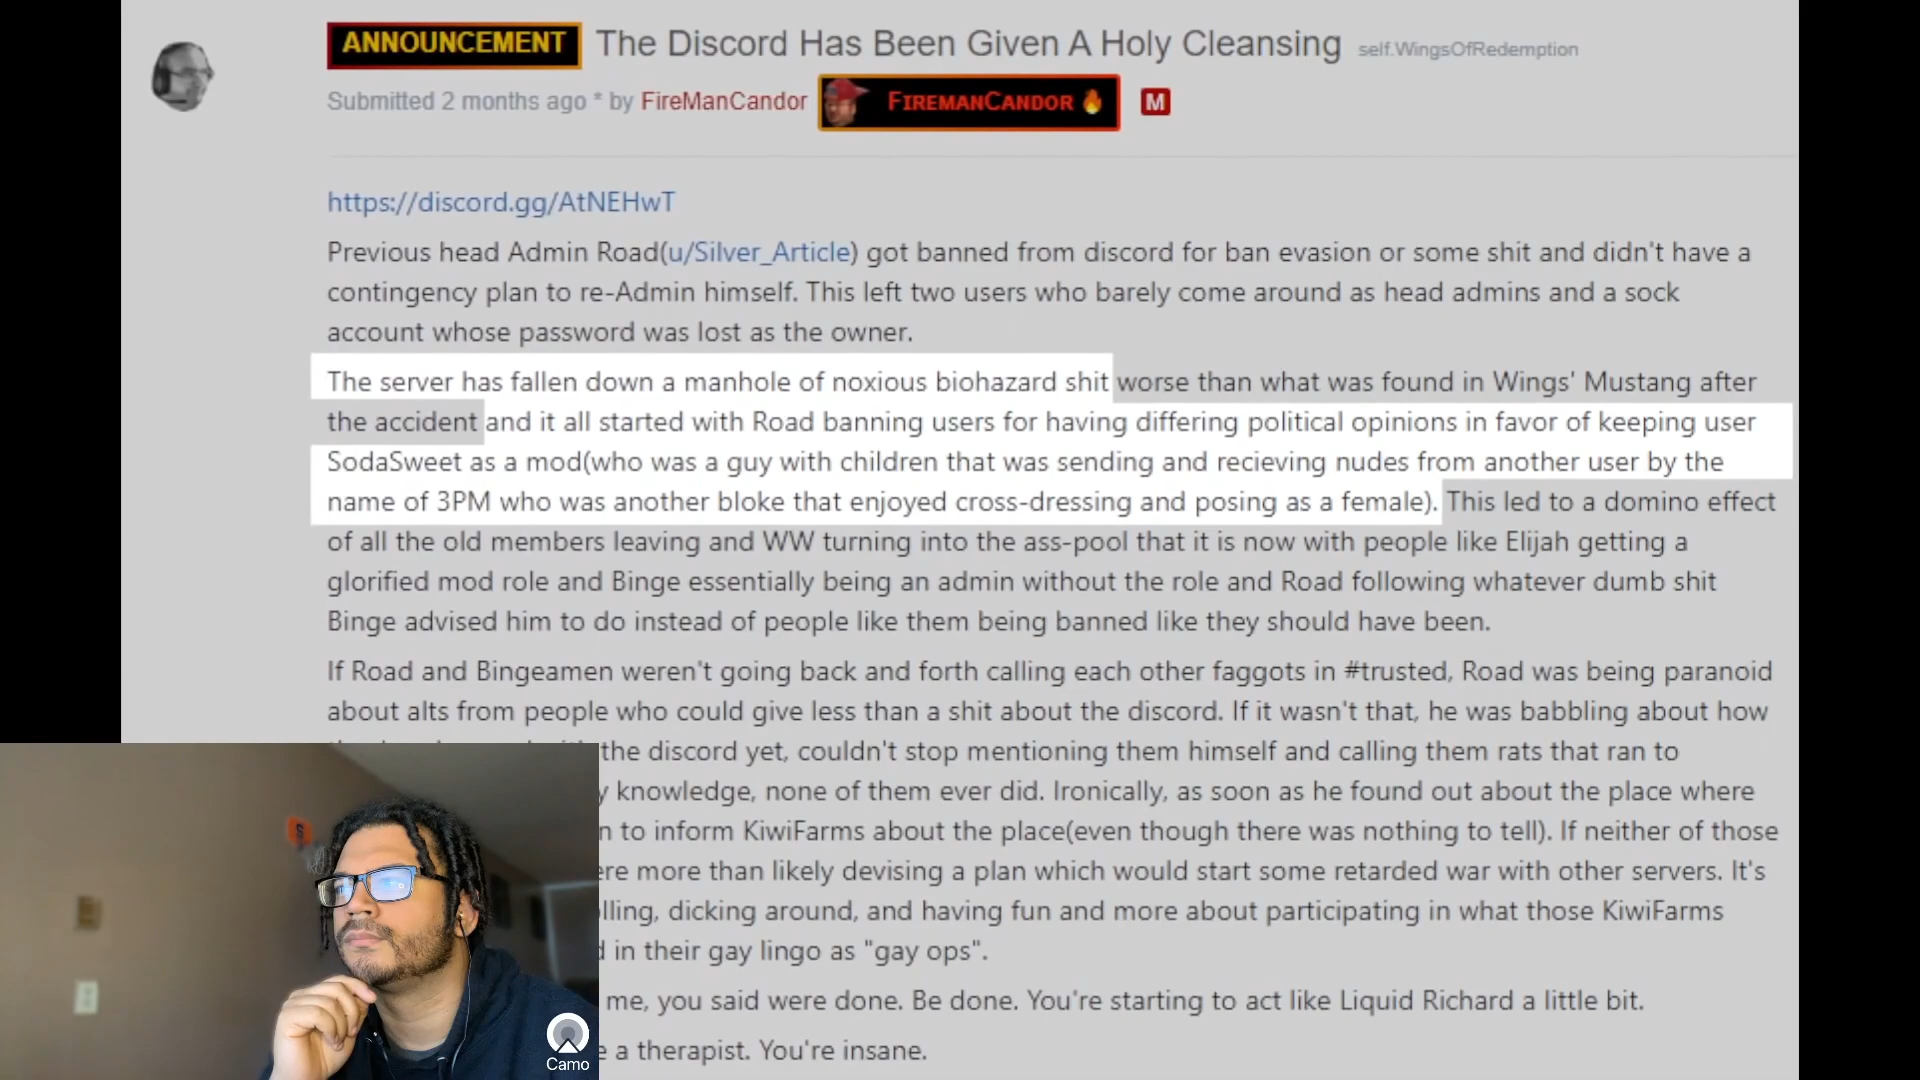 ANNOUNCEMENT The Discord Has Been Given A Holy Cleansing self.WingsOfRedemption
Submitted 2 months ago * by FireManCandor FIREMANCANDOR M
https://discord.gg/AtNEHwT
Previous head Admin Road(u/Silver_Article) got banned from discord for ban evasion or some shit and didn't have a
contingency plan to re-Admin himself. This left two users who barely come around as head admins and a sock
account whose password was lost as the owner.
The server has fallen down a manhole of noxious biohazard shit worse than what was found in Wings' Mustang after
the accident and it all started with Road banning users for having differing political opinions in favor of keeping user
SodaSweet as a mod(who was a guy with children that was sending and recieving nudes from another user by the
name of 3PM who was another bloke that enjoyed cross-dressing and posing as a female). This led to a domino effect
of all the old members leaving and WW turning into the ass-pool that it is now with people like Elijah getting a
glorified mod role and Binge essentially being an admin without the role and Road following whatever dumb shit
Binge advised him to do instead of people like them being banned like they should have been.
If Road and Bingeamen weren't going back and forth calling each other faggots in #trusted, Road was being paranoid
about alts from people who could give less than a shit about the discord. If it wasn't that, he was babbling about how
the discord yet, couldn't stop mentioning them himself and calling them rats that ran to
y knowledge, none of them ever did. Ironically, as soon as he found out about the place where
n to inform KiwiFarms about the place(even though there was nothing to tell). If neither of those
ere more than likely devising a plan which would start some retarded war with other servers. It's
lling, dicking around, and having fun and more about participating in what those KiwiFarms
d in their gay lingo as "gay ops".
me, you said were done. Be done. You're starting to act like Liquid Richard a little bit.
e a therapist. You're insane.
Camo